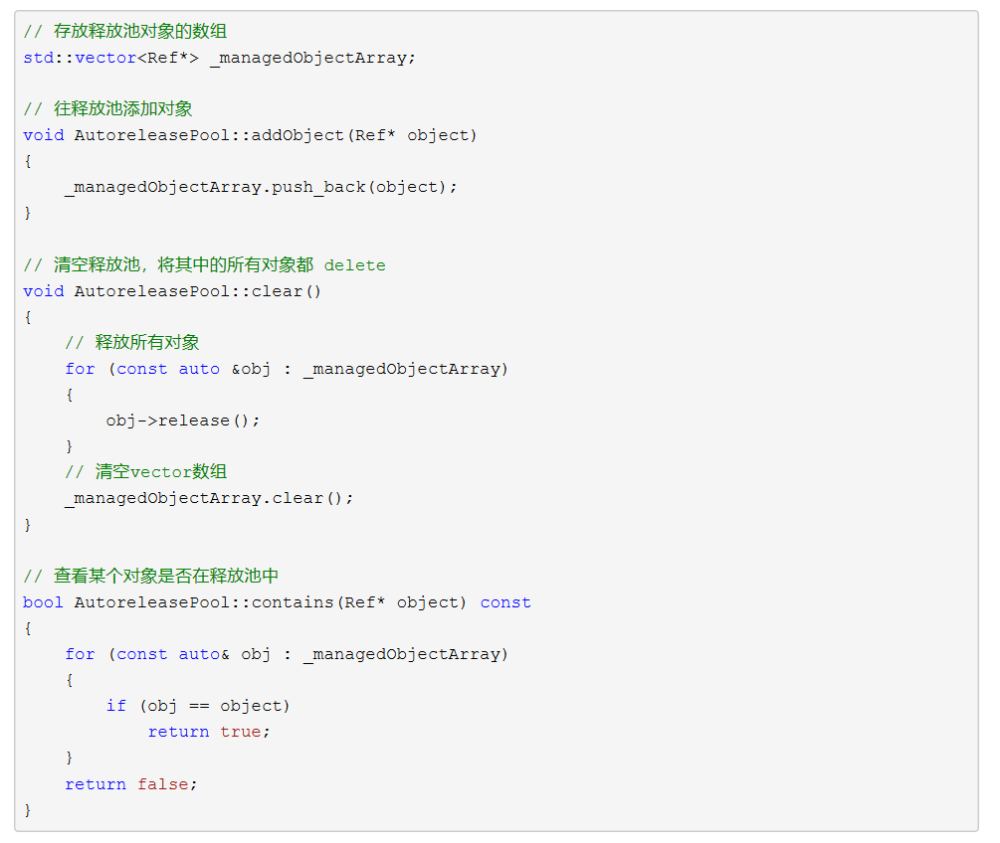 // 存放释放池对象的数组
std::vector<Ref*> _managedObjectArray;
// 往释放池添加对象
void AutoreleasePool::addObject(Ref* object)
{
    _managedObjectArray.push_back(object);
}
// 清空释放池，将其中的所有对象都 delete
void AutoreleasePool::clear()
{
    // 释放所有对象
    for (const auto &obj : _managedObjectArray)
    {
        obj->release();
    }
    // 清空vector数组
    _managedObjectArray.clear();
}
// 查看某个对象是否在释放池中
bool AutoreleasePool::contains(Ref* object) const
{
    for (const auto& obj : _managedObjectArray)
    {
        if (obj == object)
            return true;
    }
    return false;
}